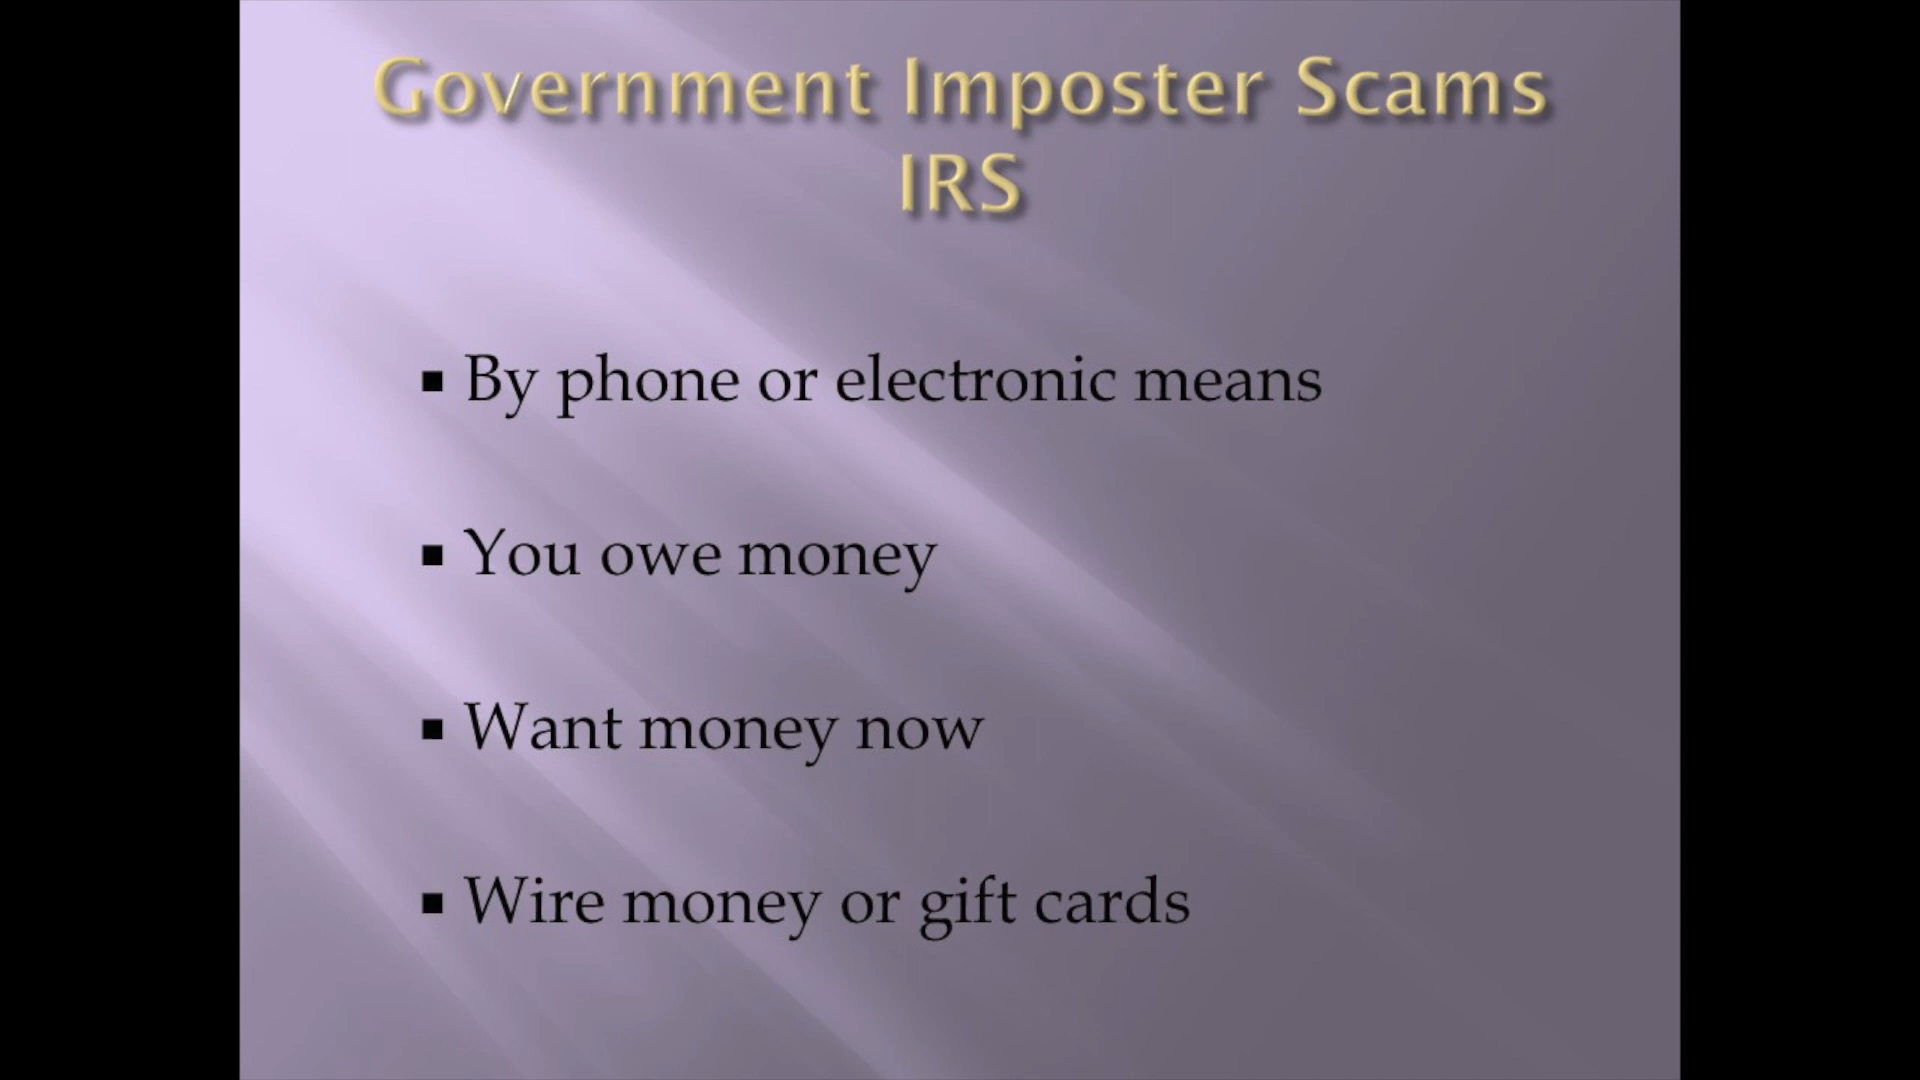 Government Imposter Scams
IRS
▪ By phone or electronic means
▪ You owe money
▪ Want money now
▪ Wire money or gift cards